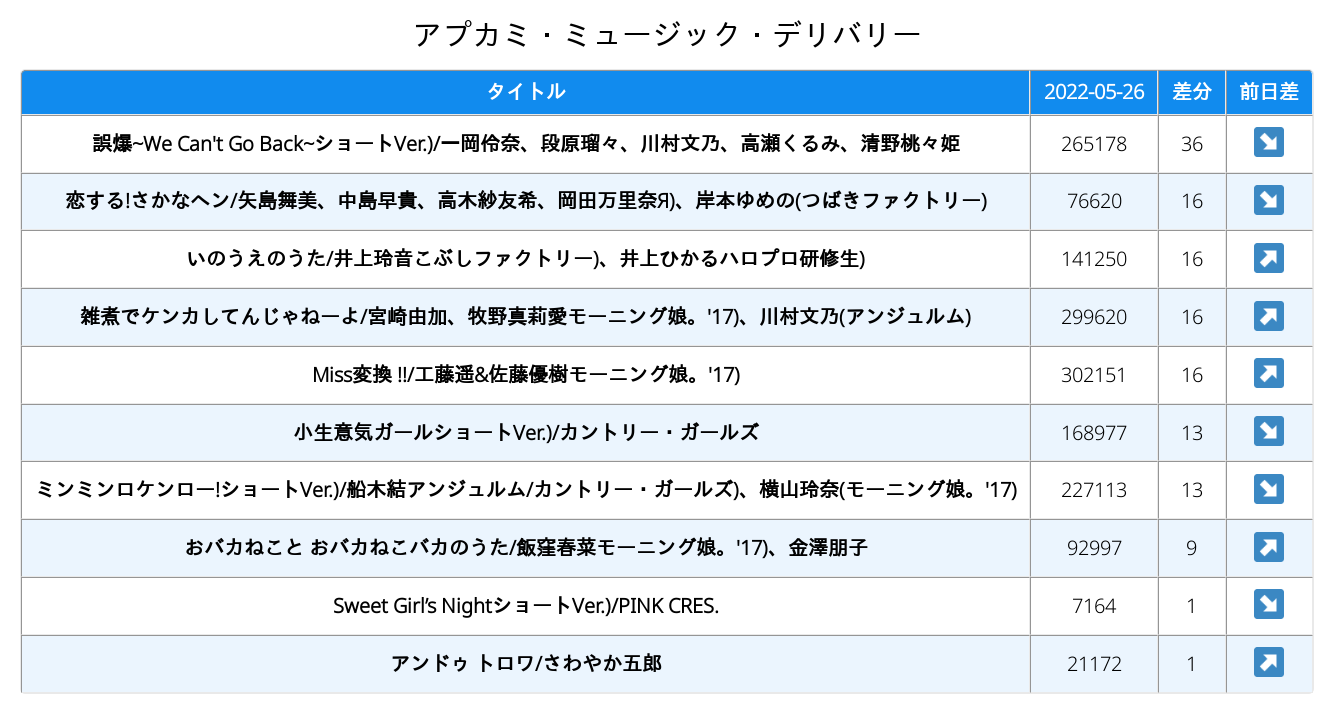 アプカミ・ミュージック・デリバリー
タイトル 2022-05-26 差分 前日差
誤爆~We Can't Go Back~ショートVer.)/一岡伶奈、段原瑠々、川村文乃、高瀬くるみ、清野桃々姫 265178 36
恋する!さかなヘン/矢島舞美、中島早貴、高木紗友希、岡田万里奈Я)、岸本ゆめの(つばきファクトリー) 76620 16
いのうえのうた/井上玲音こぶしファクトリー)、井上ひかるハロプロ研修生) 141250 16
雑煮でケンカしてんじゃねーよ/宮崎由加、牧野真莉愛モーニング娘。'17)、川村文乃(アンジュルム) 299620 16
Miss変換 !!/工藤遥&佐藤優樹モーニング娘。'17) 302151 16
小生意気ガールショートVer.)/カントリー・ガールズ 168977 13
ミンミンロケンロー!ショートVer.)/船木結アンジュルム/カントリー・ガールズ)、横山玲奈(モーニング娘。'17) 227113 13
おバカねこと おバカねこバカのうた/飯窪春菜モーニング娘。'17)、金澤朋子 92997 9
Sweet Girl’s NightショートVer.)/PINK CRES. 7164 1
アンドゥ トロワ/さわやか五郎 21172 1